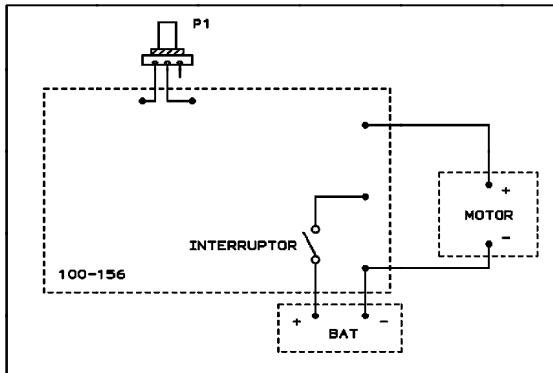 P1
+
MOTOR
-
INTERRUPTOR
100-156
+ -
BAT